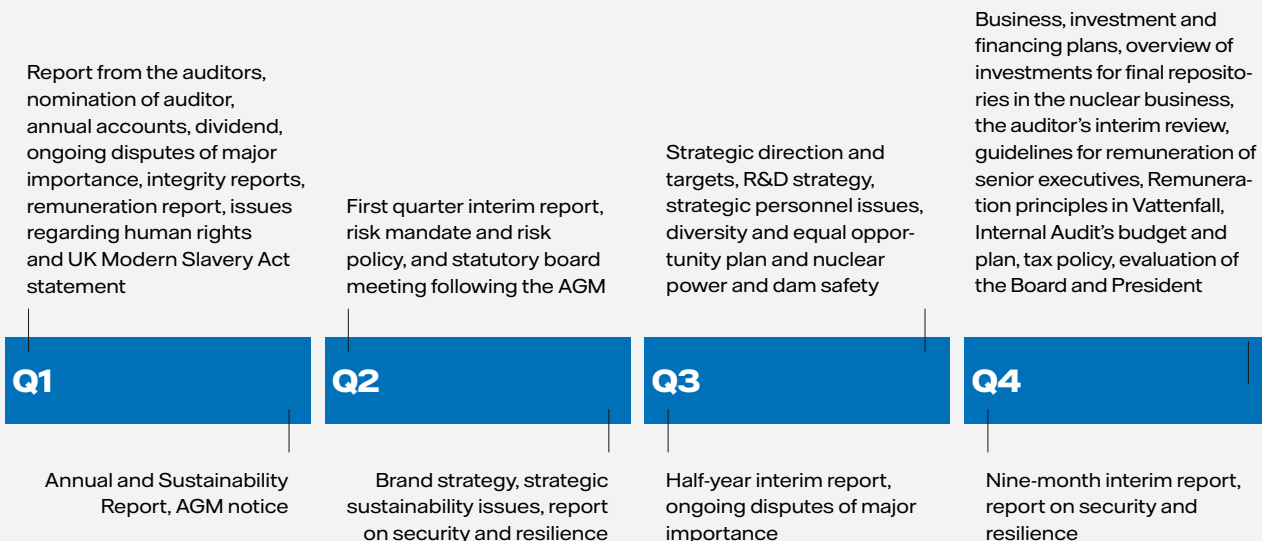 Report from the auditors,
nomination of auditor,
annual accounts, dividend,
ongoing disputes of major
importance, integrity reports,
remuneration report, issues
regarding human rights
and UK Modern Slavery Act
statement
First quarter interim report,
risk mandate and risk
policy, and statutory board
meeting following the AGM
Strategic direction and
targets, R&D strategy,
strategic personnel issues,
diversity and equal oppor-
tunity plan and nuclear
power and dam safety
Business, investment and
financing plans, overview of
investments for final reposito-
ries in the nuclear business,
the auditor's interim review,
guidelines for remuneration of
senior executives, Remunera-
tion principles in Vattenfall,
Internal Audit's budget and
plan, tax policy, evaluation of
the Board and President
Q1
Q2
Q3
Q4
Annual and Sustainability
Report, AGM notice
Brand strategy, strategic
sustainability issues, report
on security and resilience
Half-year interim report,
ongoing disputes of major
importance
Nine-month interim report,
report on security and
resilience